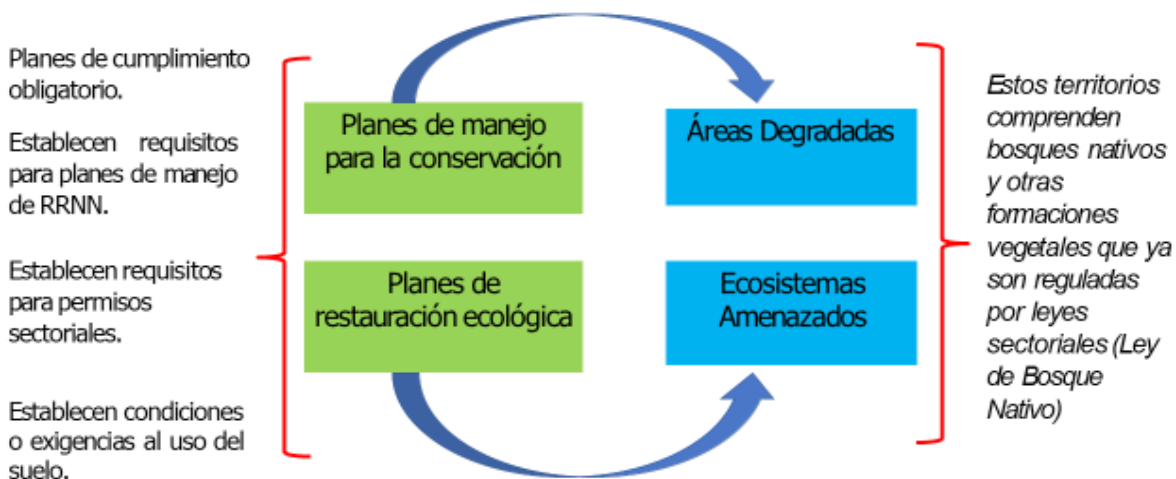 Planes de cumplimiento
obligatorio.
Establecen requisitos
para planes de manejo
de RRNN.
Establecen requisitos
para permisos
sectoriales.
Establecen condiciones
o exigencias al uso del
suelo.
Planes de manejo
para la conservación
Planes de
restauración ecológica
Áreas Degradadas
Ecosistemas
Amenazados
Estos territorios
comprenden
bosques nativos
y otras
formaciones
vegetales que ya
son reguladas
por leyes
sectoriales (Ley
de Bosque
Nativo)